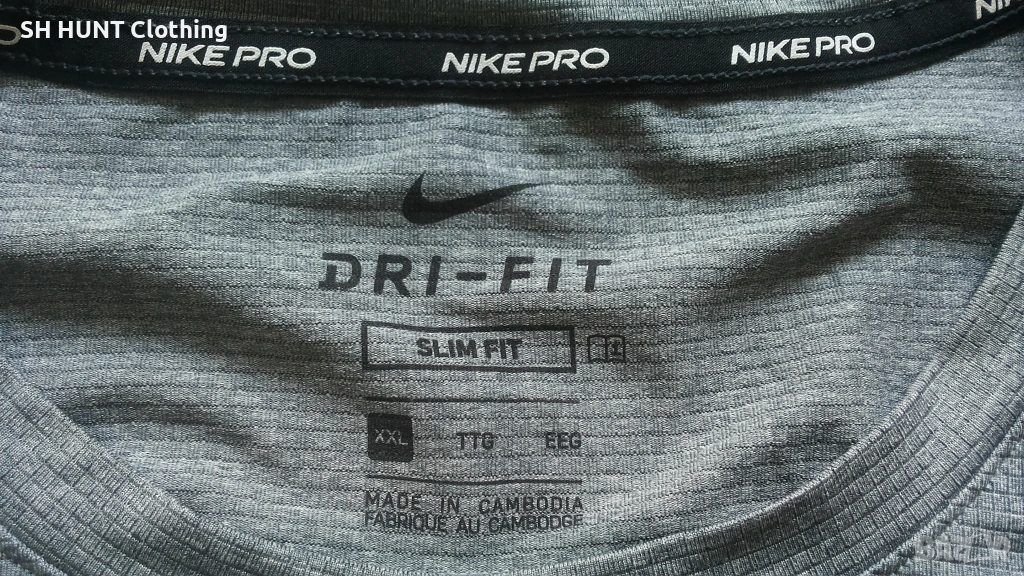 SH HUNT Clothing
NIKE PRO NIKE PRO NIKE PRO
DRI-FIT
SLIM FIT
XXL TTG EEG
MADE IN CAMBODIA
FABRIQUE AU CAMBODGE